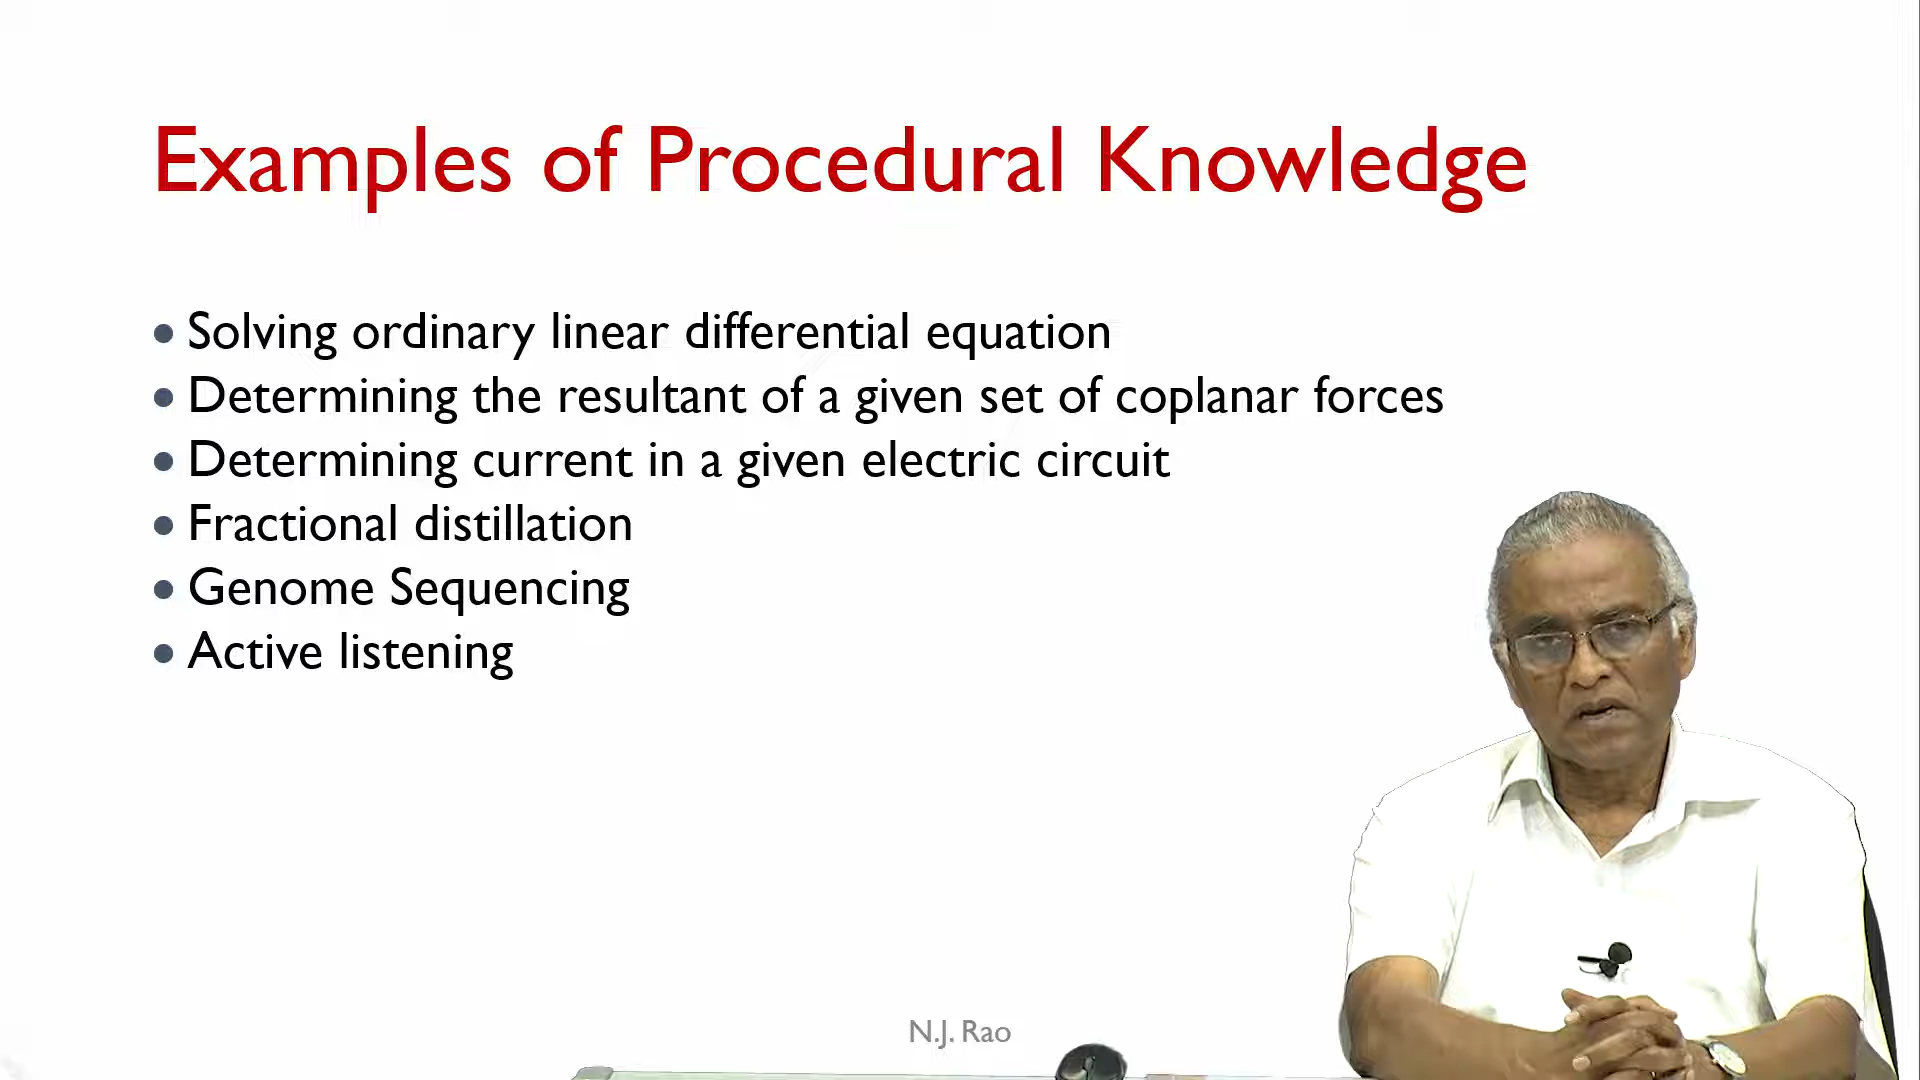 Examples of Procedural Knowledge
• Solving ordinary linear differential equation
• Determining the resultant of a given set of coplanar forces
• Determining current in a given electric circuit
• Fractional distillation
• Genome Sequencing
• Active listening
N.J. Rao